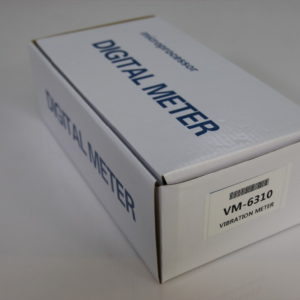 microprocessor
DIGITAL METER
DIGITAL METER
VM-6310
VIBRATION METER